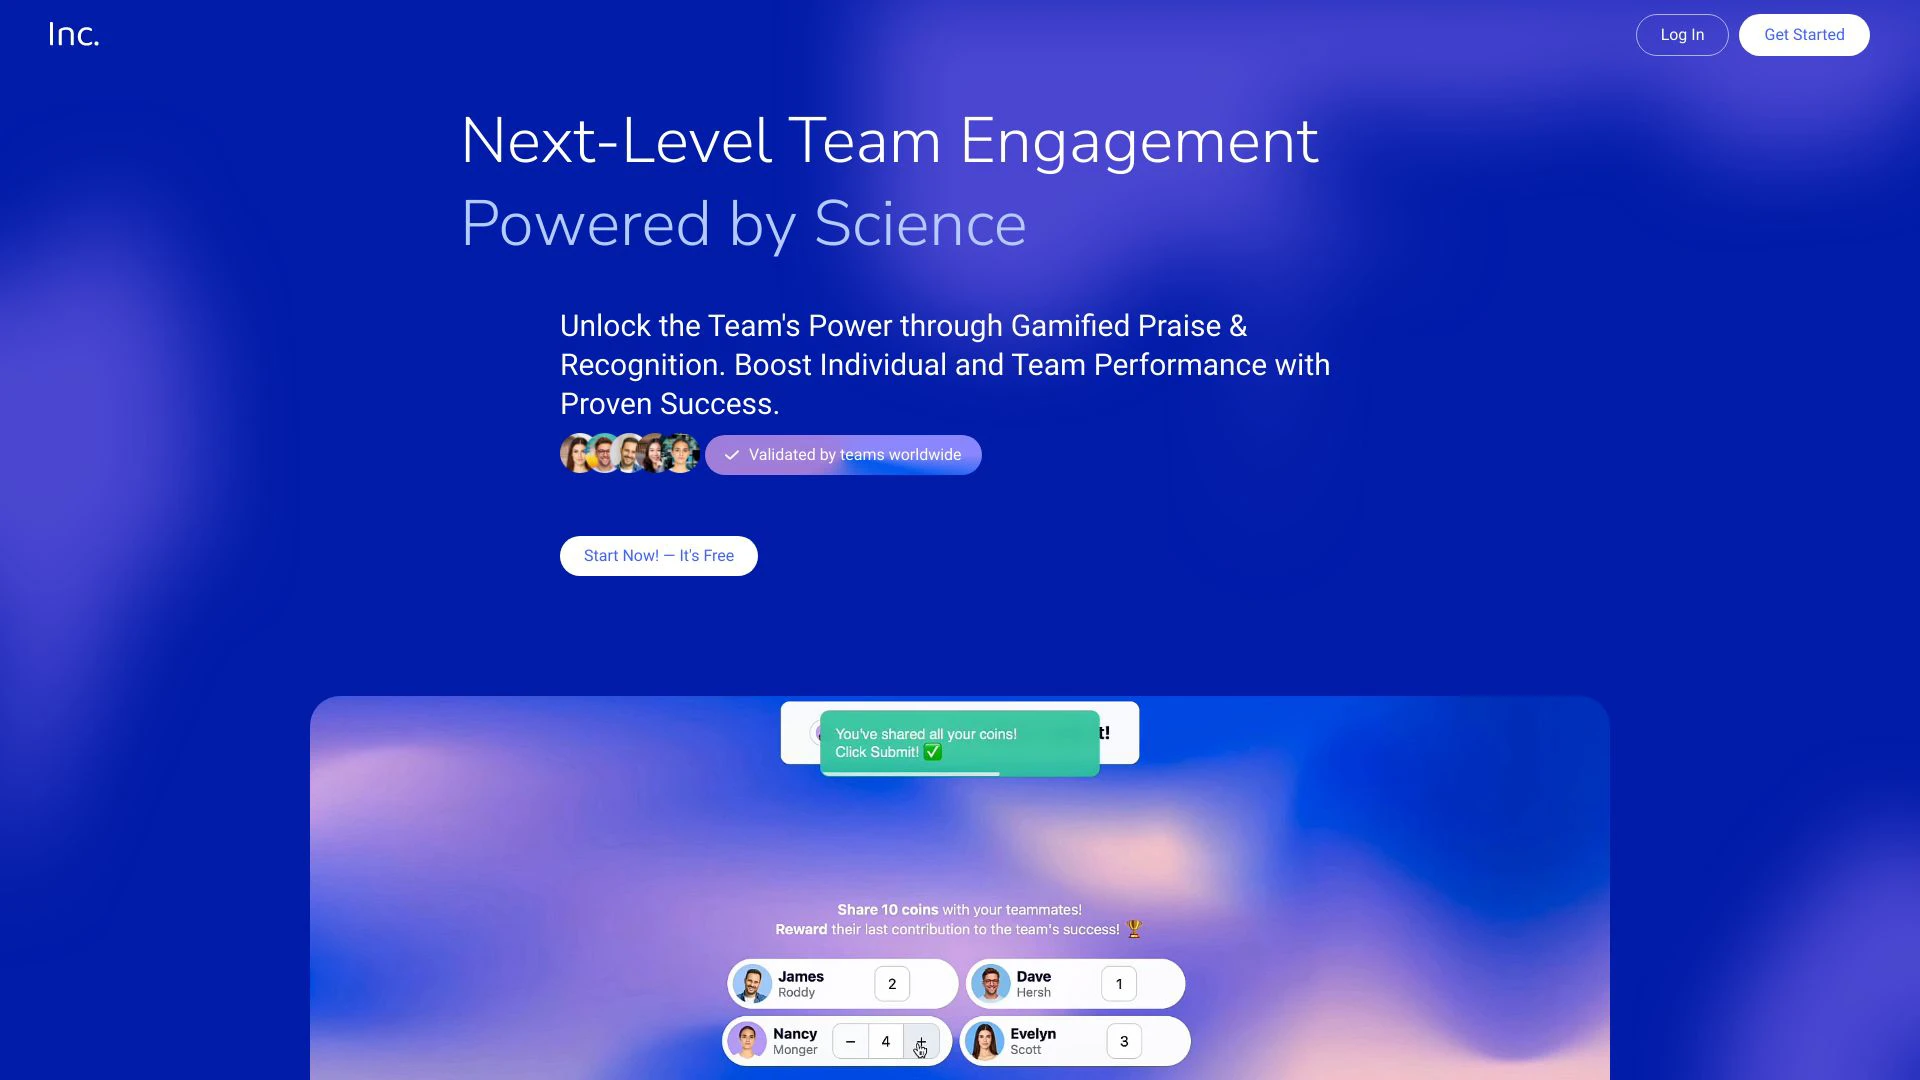 Inc.
Log In
Get Started
Next-Level Team Engagement
Powered by Science
Unlock the Team's Power through Gamified Praise &
Recognition. Boost Individual and Team Performance with
Proven Success.
Validated by teams worldwide
Start Now! — It's Free
t!
You've shared all your coins!
Click Submit! ✅
Share 10 coins with your teammates!
Reward their last contribution to the team's success! 🏆
James
Roddy
2
Dave
Hersh
1
Nancy
Monger
− 4 +
Evelyn
Scott
3